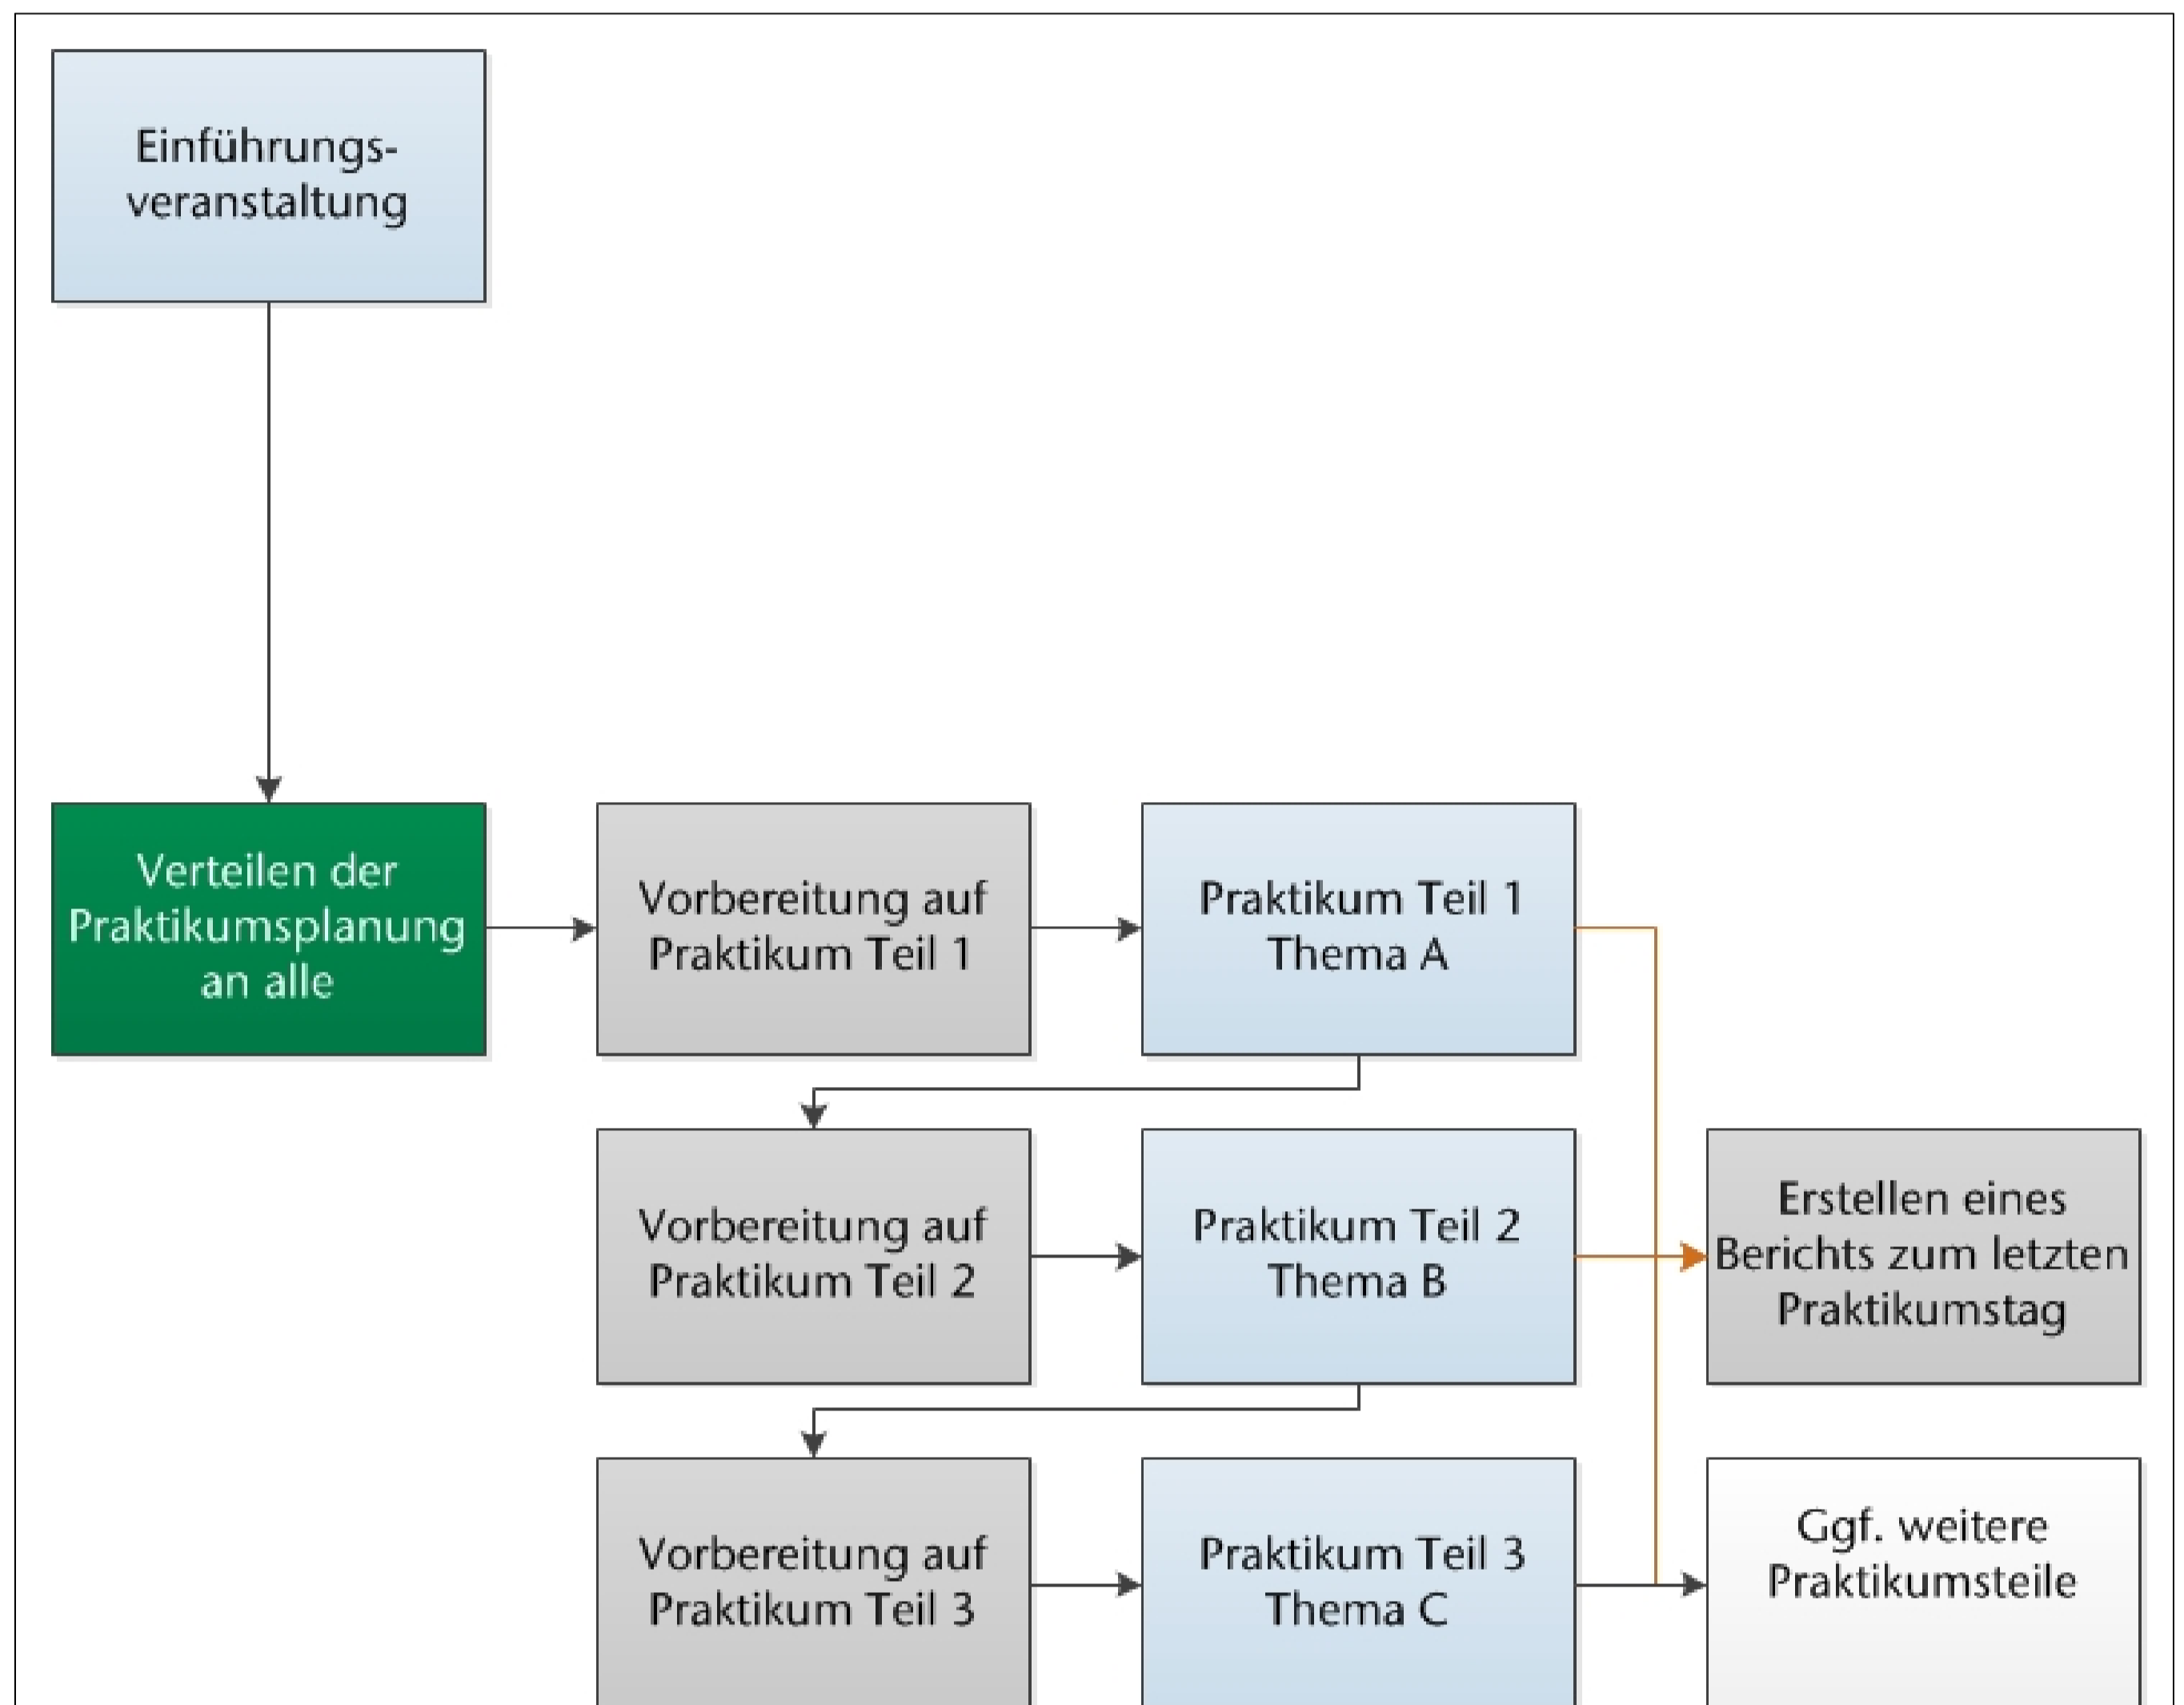 Einführungs-
veranstaltung
Verteilen der
Praktikumsplanung
an alle
Vorbereitung auf
Praktikum Teil 1
Praktikum Teil 1
Thema A
Vorbereitung auf
Praktikum Teil 2
Praktikum Teil 2
Thema B
Erstellen eines
Berichts zum letzten
Praktikumstag
Vorbereitung auf
Praktikum Teil 3
Praktikum Teil 3
Thema C
Ggf. weitere
Praktikumsteile